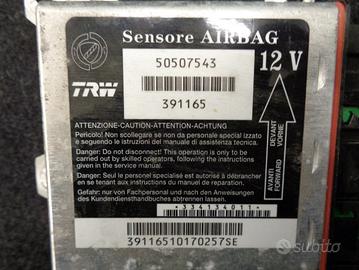 Sensore AIRBAG
50507543
12 V
TRW
391165
ATTENZIONE-CAUTION-ATTENTION-ACHTUNG
Pericolo! Non scollegare se non da personale specializzato
e seguendo le istruzioni del manuale di assistenza tecnica.
Danger: Do not disconnect! This operation is only to be
carried out by skilled operators, following the instructions
given in the service manual.
Danger: Seul le personnel spécialisé est autorisé à débrancher
en se tenant aux instructions du manuel de réparation.
Gefahr: nur von Fachpersonal und nach den Anweisungen
des Kundendiensthandbuches abtrennen lassen.
AVANTI DEVANT
FORWARD VORNE
*334134011*
39116510170257SE
subito